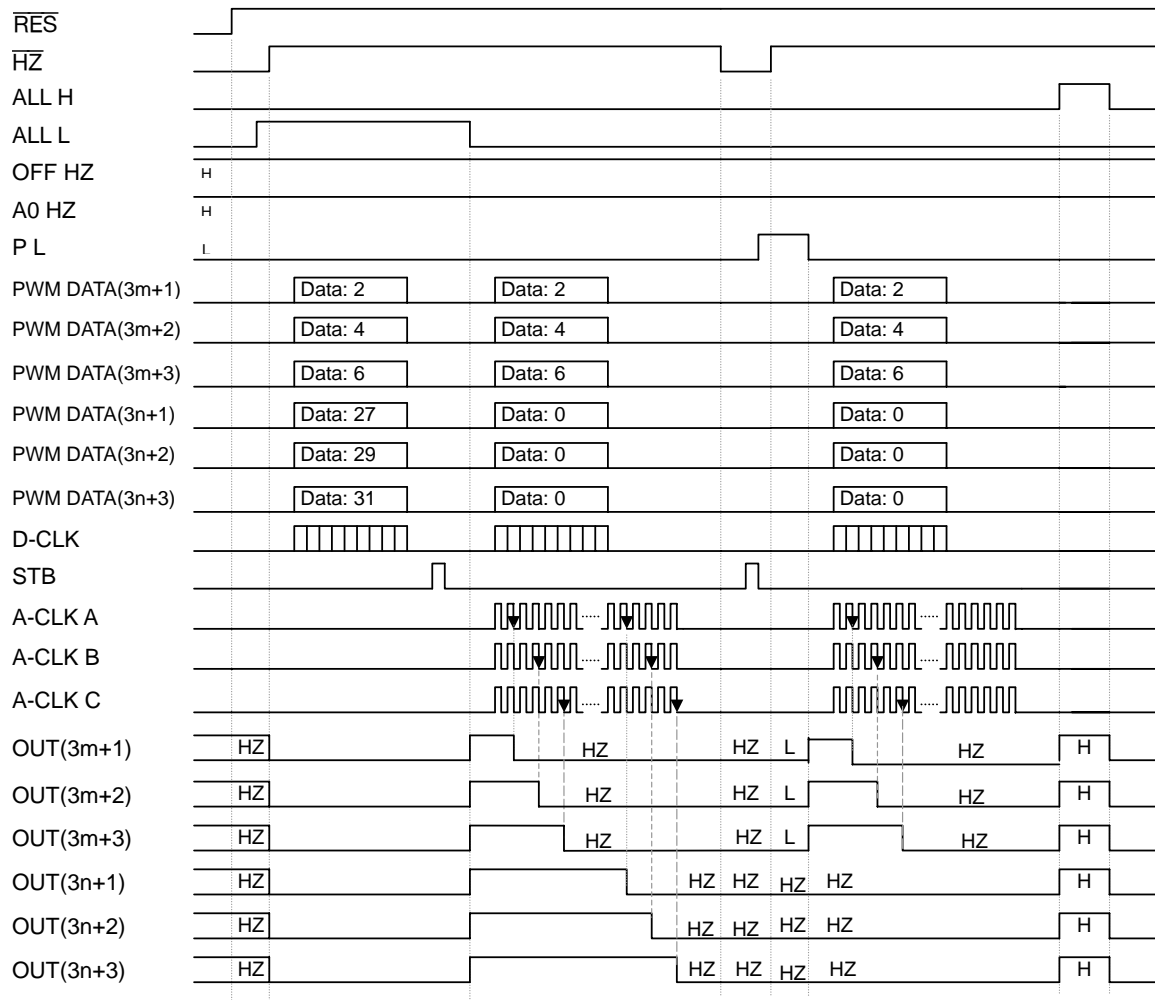 RES
HZ
ALL H
ALL L
OFF HZ H
A0 HZ H
P L L
PWM DATA(3m+1) Data: 2 Data: 2 Data: 2
PWM DATA(3m+2) Data: 4 Data: 4 Data: 4
PWM DATA(3m+3) Data: 6 Data: 6 Data: 6
PWM DATA(3n+1) Data: 27 Data: 0 Data: 0
PWM DATA(3n+2) Data: 29 Data: 0 Data: 0
PWM DATA(3n+3) Data: 31 Data: 0 Data: 0
D-CLK
STB
A-CLK A
A-CLK B
A-CLK C
OUT(3m+1) HZ HZ HZ L HZ H
OUT(3m+2) HZ HZ HZ L HZ H
OUT(3m+3) HZ HZ HZ L HZ H
OUT(3n+1) HZ HZ HZ HZ HZ H
OUT(3n+2) HZ HZ HZ HZ HZ H
OUT(3n+3) HZ HZ HZ HZ HZ H